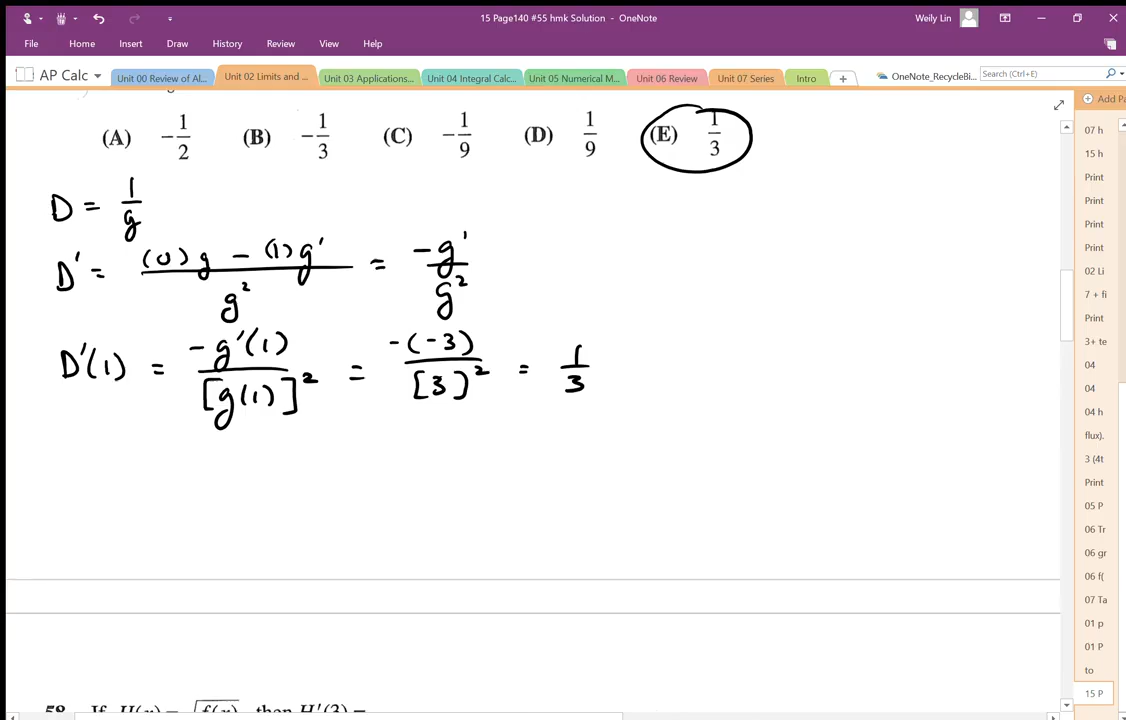 15 Page140 #55 hmk Solution - OneNote
Weily Lin
File Home Insert Draw History Review View Help
AP Calc
Unit 00 Review of Al... Unit 02 Limits and ... Unit 03 Applications... Unit 04 Integral Calc... Unit 05 Numerical M... Unit 06 Review Unit 07 Series Intro
OneNote_RecycleBi...
Search (Ctrl+E)
Add Pa
(A) -1/2 (B) -1/3 (C) -1/9 (D) 1/9 (E) 1/3
D = 1/g
D' = (0)g - (1)g' / g² = -g'/g²
D'(1) = -g'(1)/[g(1)]² = -(-3)/[3]² = 1/3
58. If H(x) = √f(x), then H'(3) =
07 h
15 h
Print
Print
Print
Print
02 Li
7 + fi
Print
3+ te
04
04
04 h
flux).
3 (4t
Print
05 P
06 Tr
06 gr
06 f(
07 Ta
01 p
01 P
to
15 P